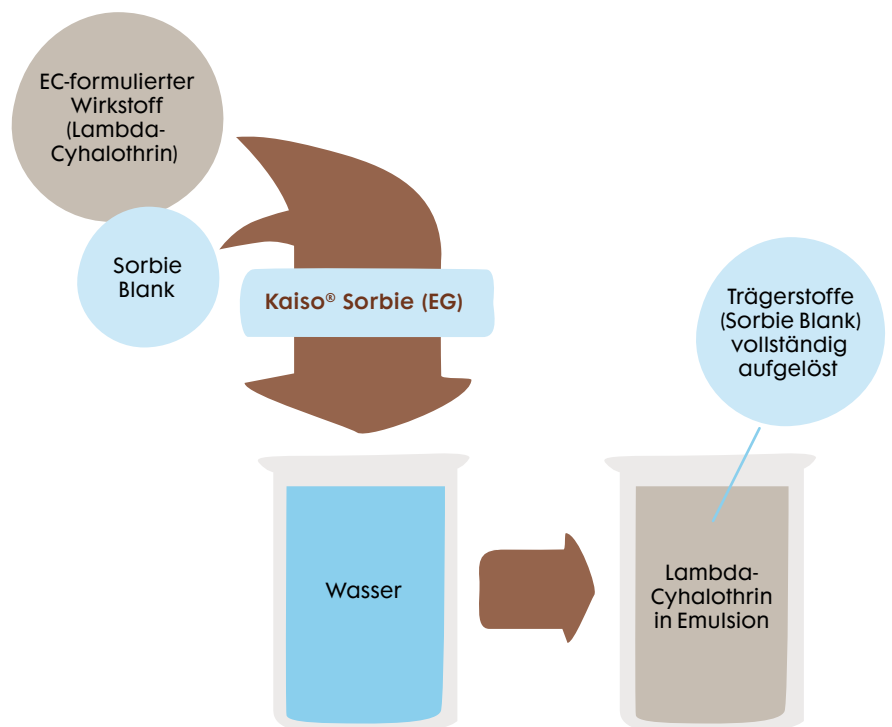 EC-formulierter
Wirkstoff
(Lambda-
Cyhalothrin)
Sorbie
Blank
Kaiso® Sorbie (EG)
Trägerstoffe
(Sorbie Blank)
vollständig
aufgelöst
Wasser
Lambda-
Cyhalothrin
in Emulsion